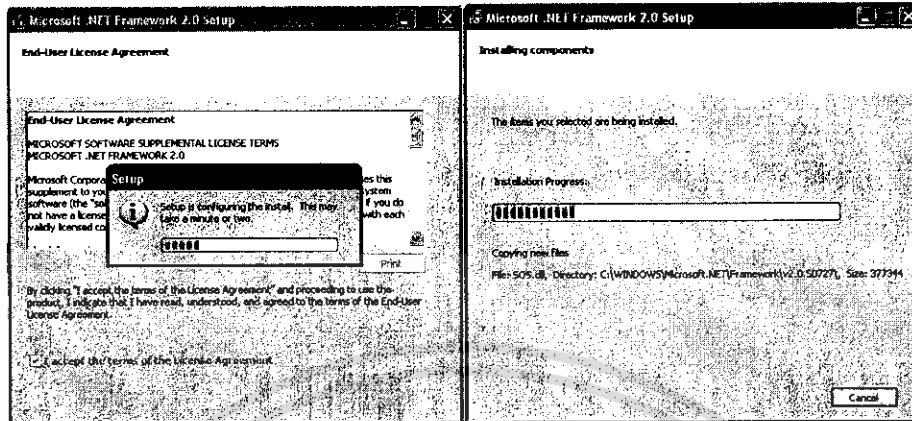 Microsoft .NET Framework 2.0 Setup
End-User License Agreement
End-User License Agreement
MICROSOFT SOFTWARE SUPPLEMENTAL LICENSE TERMS
MICROSOFT .NET FRAMEWORK 2.0
Microsoft Corpora es this
supplement to you ystem
software (the "so If you do
not have a license with each
validly licensed co
Setup
Setup is configuring the install. This may
take a minute or two.
Print
By clicking "I accept the terms of the License Agreement" and proceeding to use the
product, I indicate that I have read, understood, and agreed to the terms of the End-User
License Agreement.
I accept the terms of the License Agreement
Microsoft .NET Framework 2.0 Setup
Installing components
The items you selected are being installed.
Installation Progress:
Copying new files
File: SOS.dll, Directory: C:\WINDOWS\Microsoft.NET\Framework\v2.0.50727\, Size: 377344
Cancel